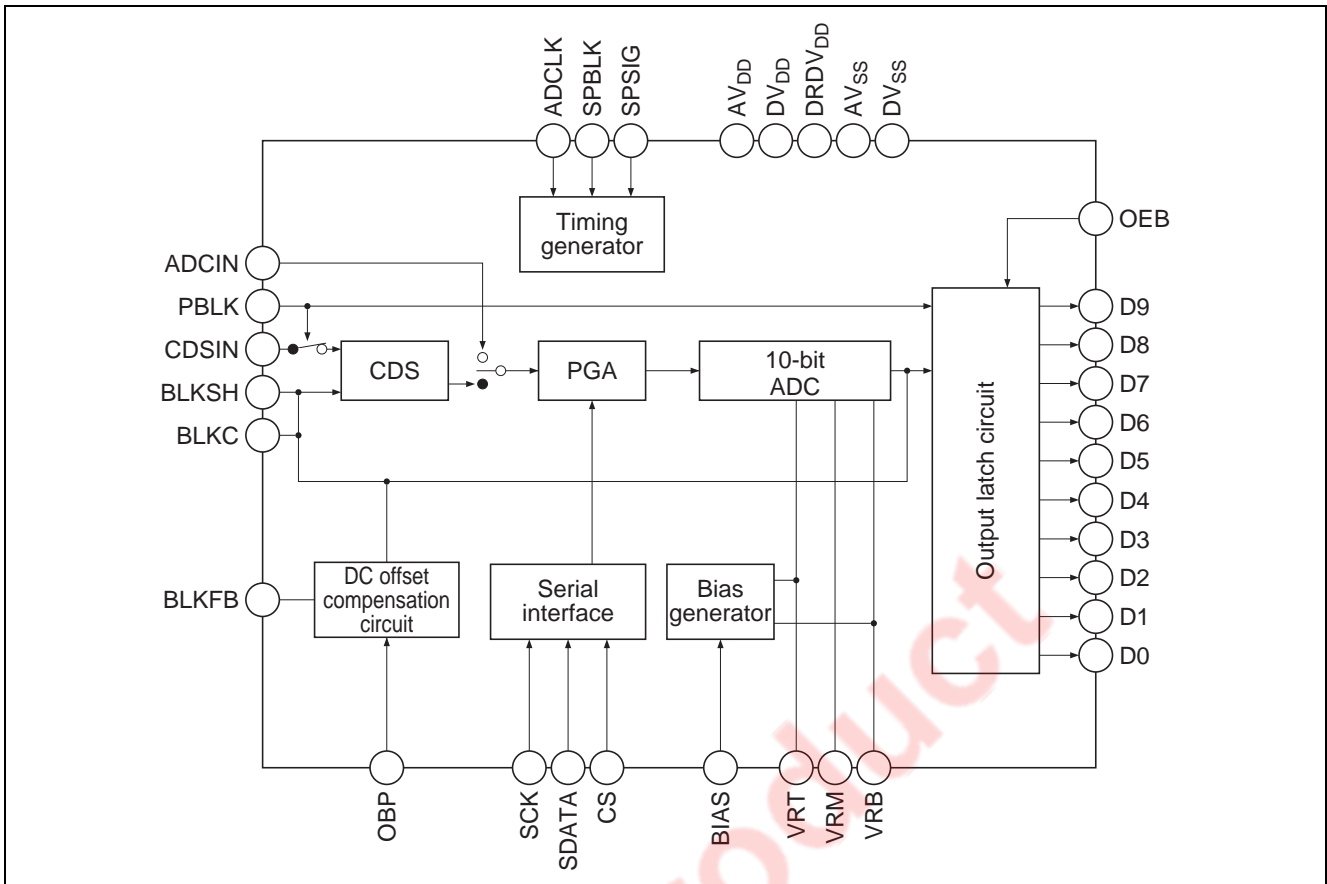 ADCLK
SPBLK
SPSIG
AVDD
DVDD
DRDVDD
AVSS
DVSS
Timing
generator
OEB
ADCIN
PBLK
CDSIN
BLKSH
BLKC
CDS
PGA
10-bit
ADC
Output latch circuit
D9
D8
D7
D6
D5
D4
D3
D2
D1
D0
BLKFB
DC offset
compensation
circuit
Serial
interface
Bias
generator
OBP
SCK
SDATA
CS
BIAS
VRT
VRM
VRB